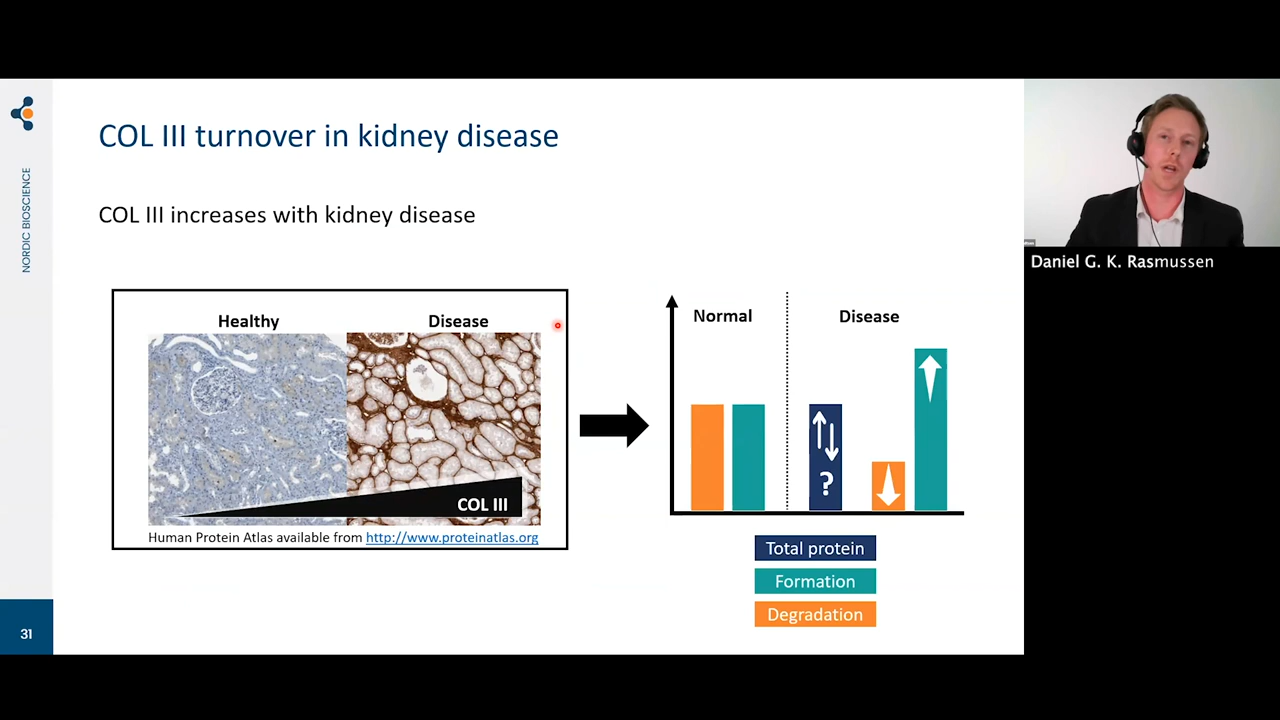 COL III turnover in kidney disease
COL III increases with kidney disease
NORDIC BIOSCIENCE
Healthy
Disease
COL III
Human Protein Atlas available from http://www.proteinatlas.org
Normal
Disease
?
Total protein
Formation
Degradation
31
Daniel G. K. Rasmussen